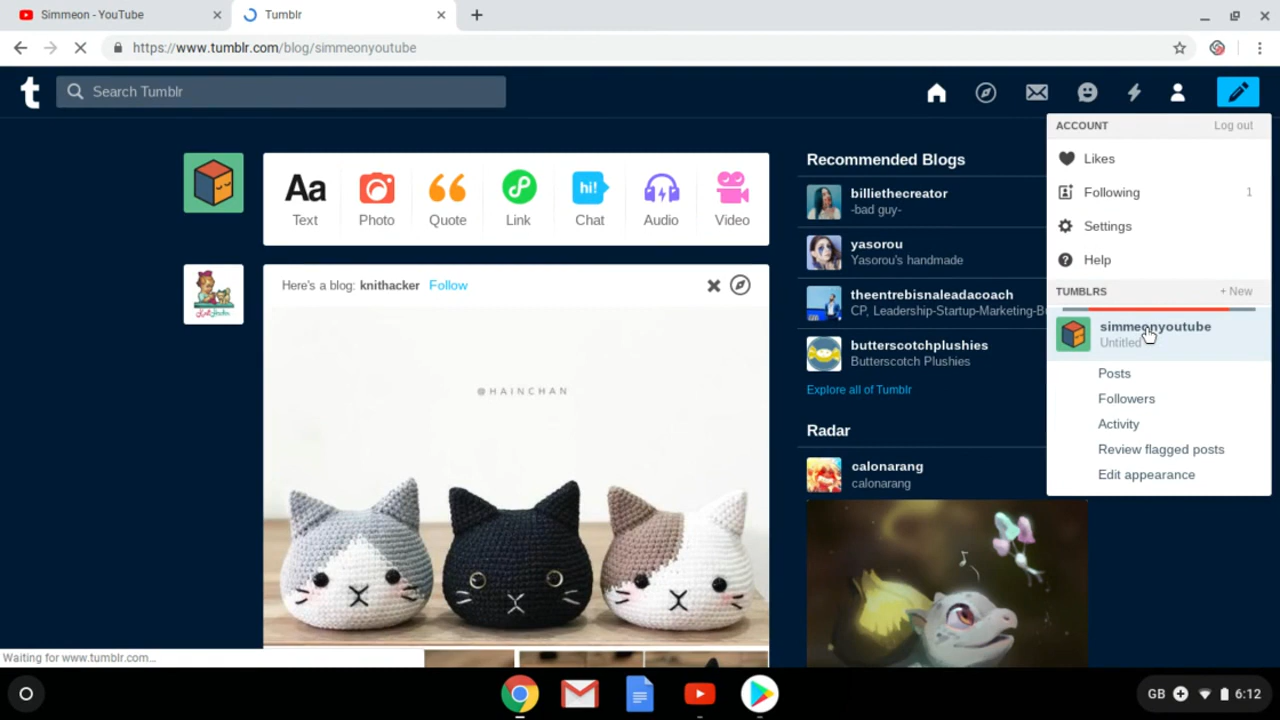 Simmeon - YouTube
Tumblr
https://www.tumblr.com/blog/simmeonyoutube
t
Search Tumblr
ACCOUNT Log out
Likes
Following 1
Settings
Help
TUMBLRS + New
simmeonyoutube
Untitled
Posts
Followers
Activity
Review flagged posts
Edit appearance
Aa hi!
Text Photo Quote Link Chat Audio Video
Here's a blog: knithacker Follow
@HAINCHAN
Recommended Blogs
billiethecreator
-bad guy-
yasorou
Yasorou's handmade
theentrebisnaleadacoach
CP, Leadership-Startup-Marketing-B
butterscotchplushies
Butterscotch Plushies
Explore all of Tumblr
Radar
calonarang
calonarang
Waiting for www.tumblr.com...
GB 6:12